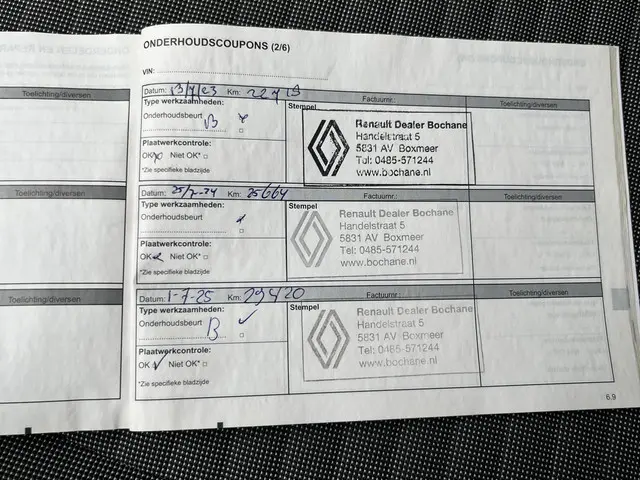 ONDERHOUDSCOUPONS (2/6)
VIN:
Toelichting/diversen
Datum: 13/7/23 Km: 22719 Factuurnr.: Toelichting/diversen
Type werkzaamheden:
Onderhoudsbeurt B
Plaatwerkcontrole:
OK Niet OK*
*Zie specifieke bladzijde
Stempel
Renault Dealer Bochane
Handelstraat 5
5831 AV Boxmeer
Tel: 0485-571244
www.bochane.nl
Toelichting/diversen
Datum: 25/7-24 Km: 25664 Factuurnr.: Toelichting/diversen
Type werkzaamheden:
Onderhoudsbeurt
Plaatwerkcontrole:
OK Niet OK*
*Zie specifieke bladzijde
Stempel
Renault Dealer Bochane
Handelstraat 5
5831 AV Boxmeer
Tel: 0485-571244
www.bochane.nl
Toelichting/diversen
Datum: 1-7-25 Km: 29420 Factuurnr.: Toelichting/diversen
Type werkzaamheden:
Onderhoudsbeurt B
Plaatwerkcontrole:
OK Niet OK*
*Zie specifieke bladzijde
Stempel
Renault Dealer Bochane
Handelstraat 5
5831 AV Boxmeer
Tel: 0485-571244
www.bochane.nl
6.9